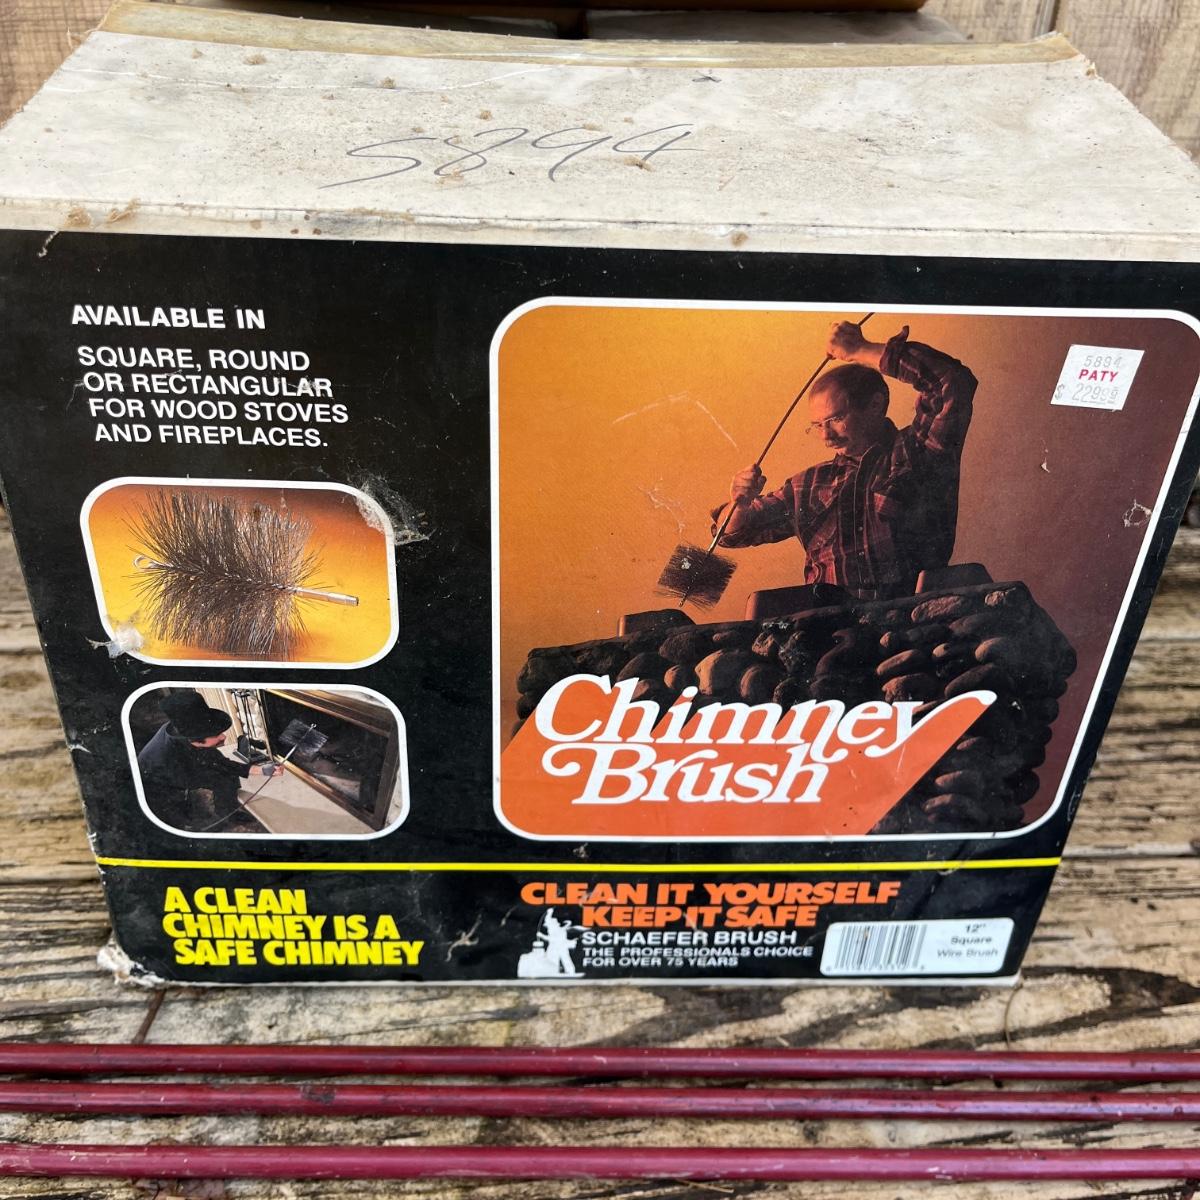 5894
AVAILABLE IN
SQUARE, ROUND
OR RECTANGULAR
FOR WOOD STOVES
AND FIREPLACES.
5894
PATY
$ 22999
Chimney
Brush
A CLEAN
CHIMNEY IS A
SAFE CHIMNEY
CLEAN IT YOURSELF
KEEP IT SAFE
SCHAEFER BRUSH
THE PROFESSIONALS CHOICE
FOR OVER 75 YEARS
12"
Square
Wire Brush